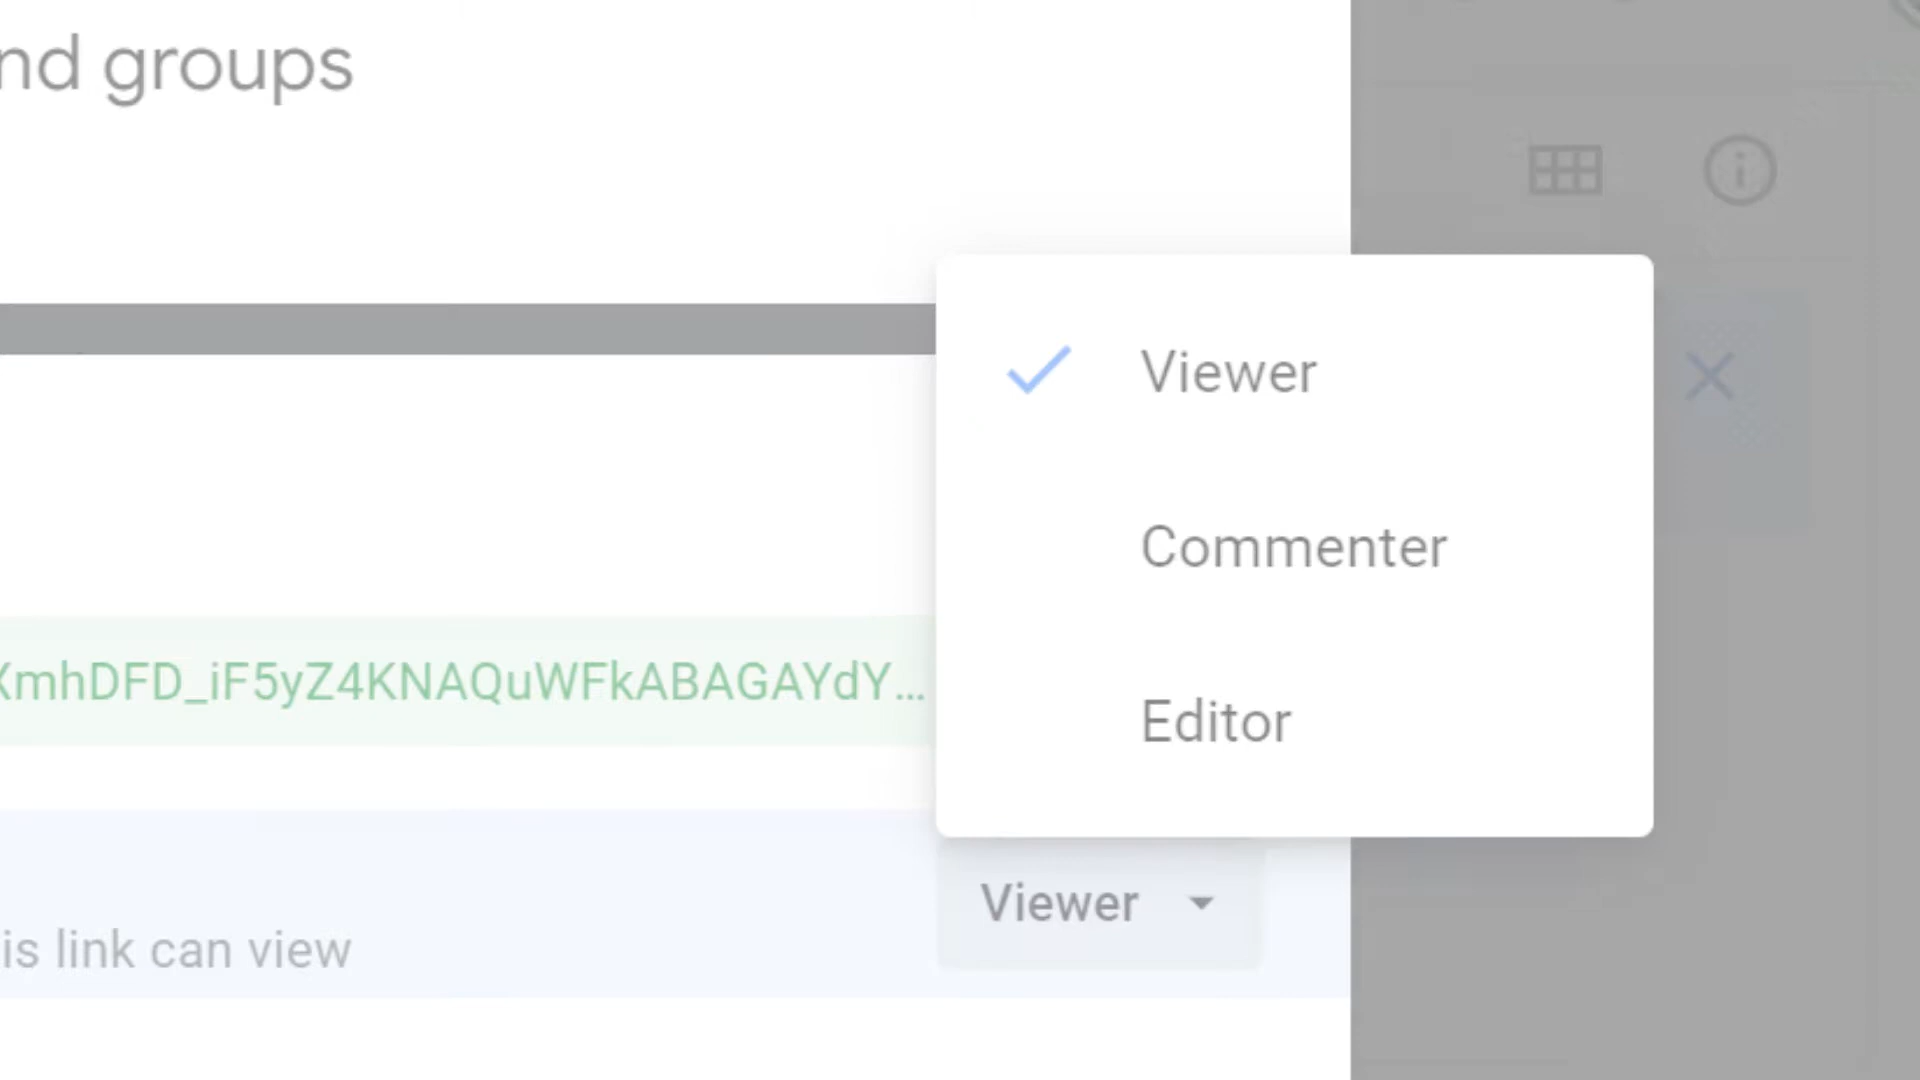 nd groups
Viewer
Commenter
Editor
XmhDFD_iF5yZ4KNAQuWFkABAGAYdY...
Viewer
is link can view